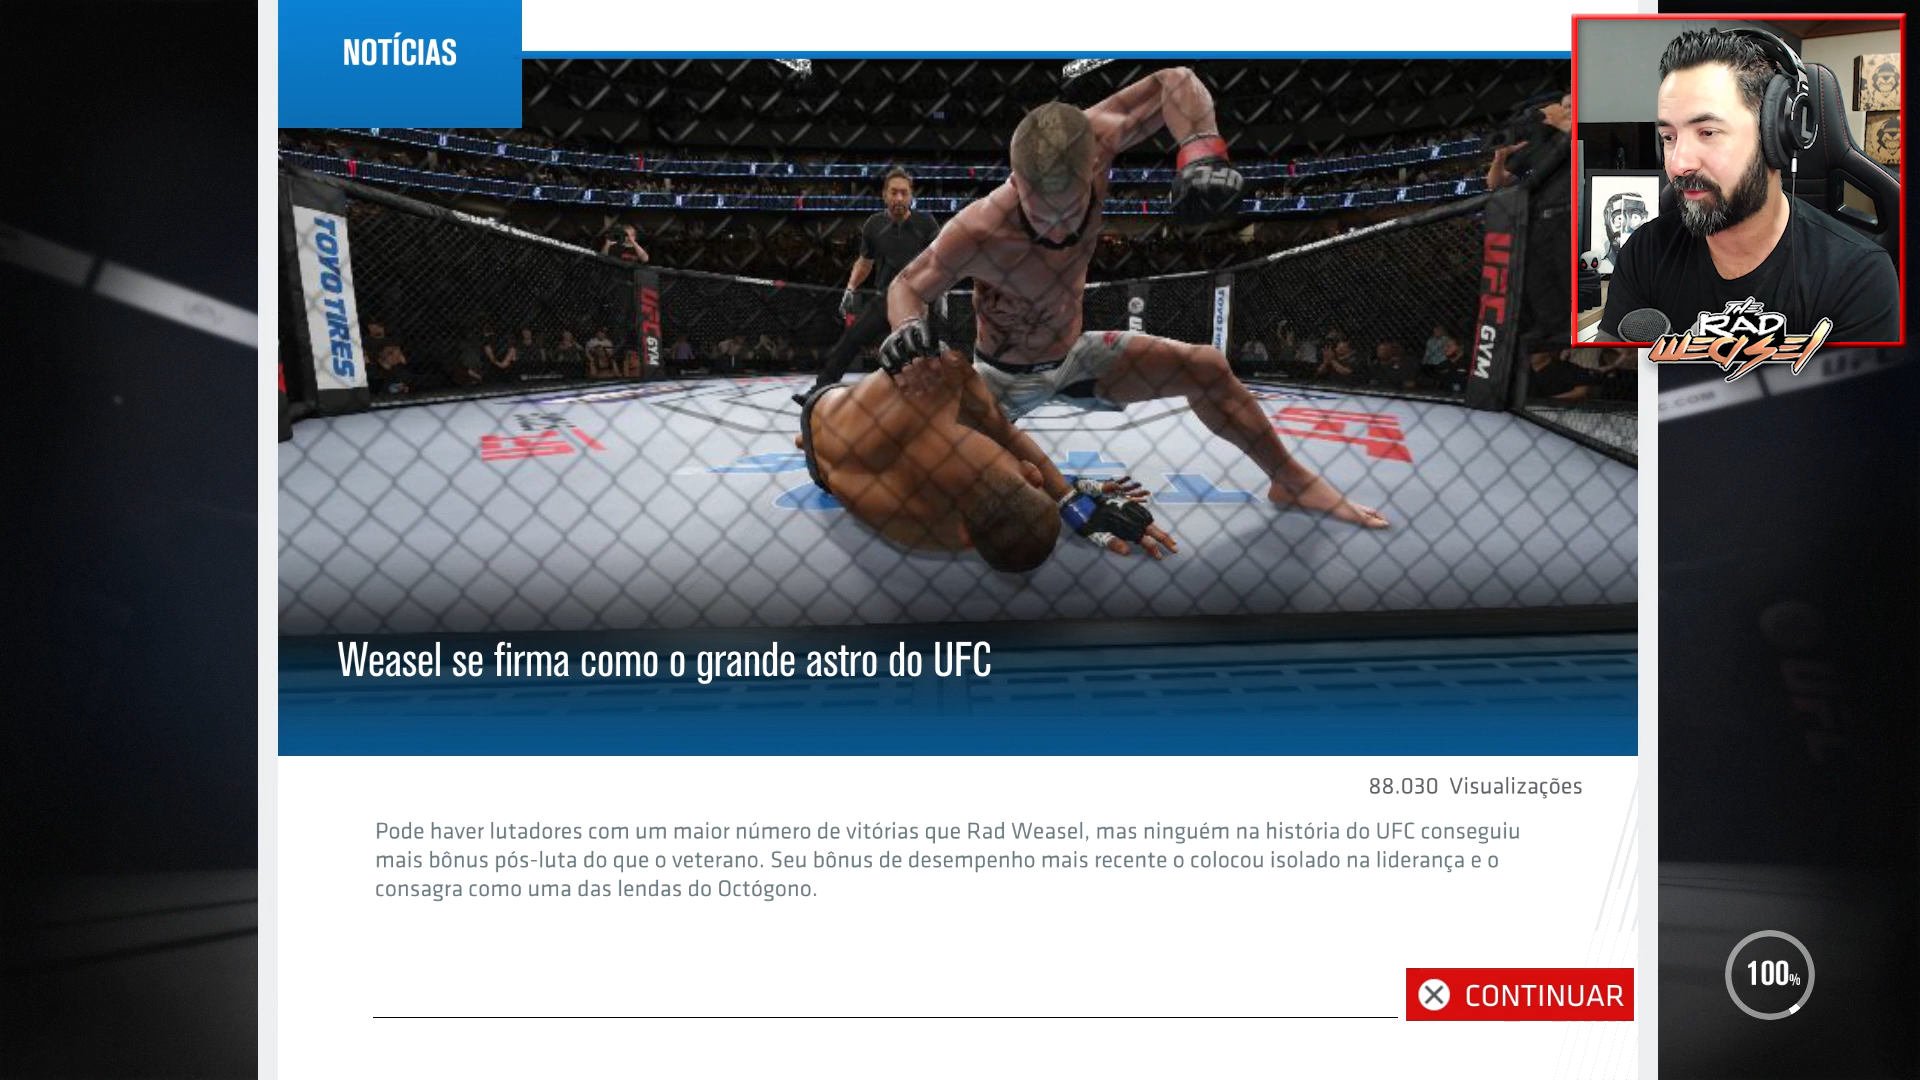 NOTÍCIAS
TOYO TIRES
UFC GYM
UFC
UFC GYM
THE
RAD
WEASEL
Weasel se firma como o grande astro do UFC
88.030 Visualizações
Pode haver lutadores com um maior número de vitórias que Rad Weasel, mas ninguém na história do UFC conseguiu
mais bônus pós-luta do que o veterano. Seu bônus de desempenho mais recente o colocou isolado na liderança e o
consagra como uma das lendas do Octógono.
CONTINUAR
100%